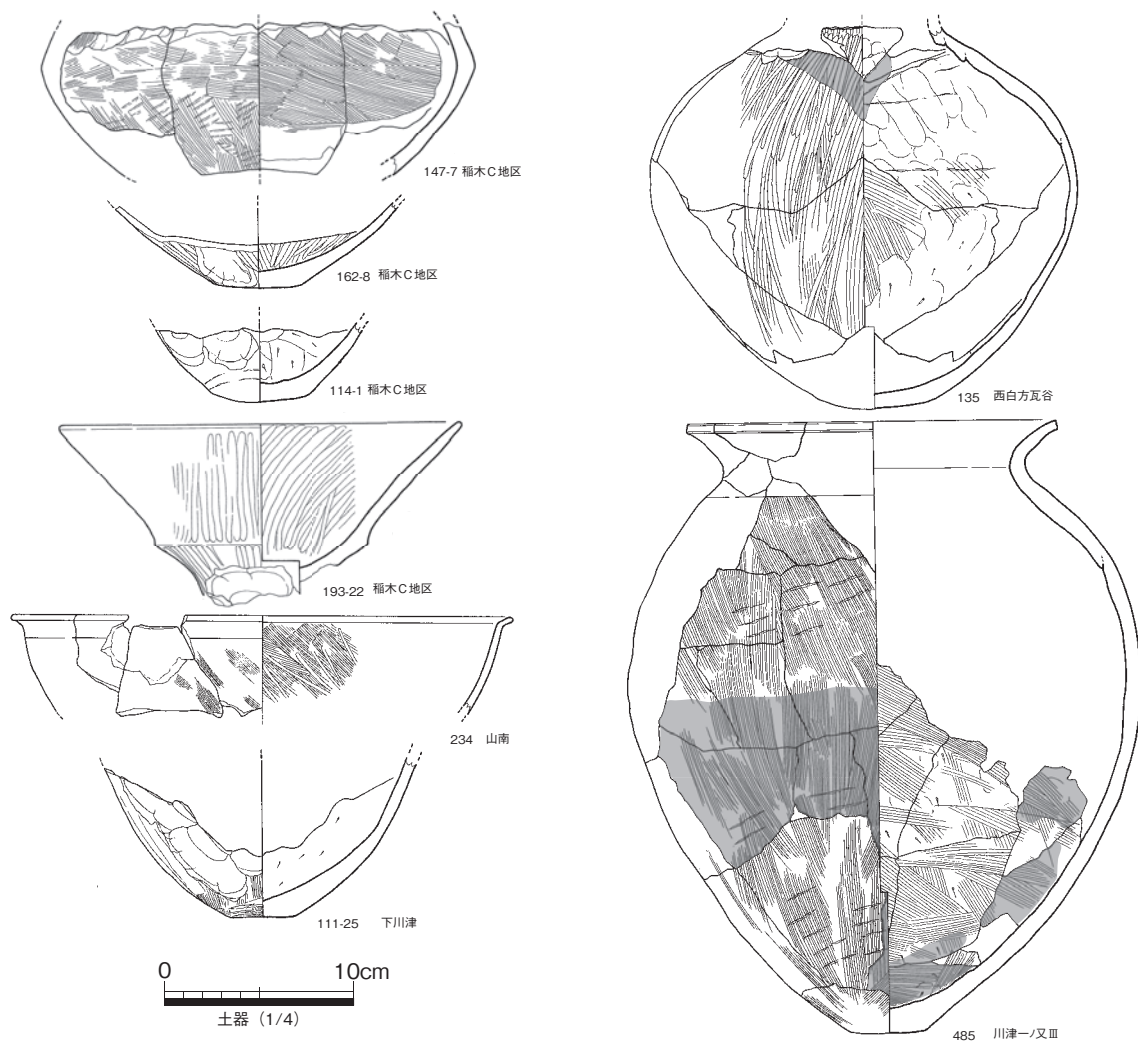 147-7 稲木C地区
162-8 稲木C地区
114-1 稲木C地区
193-22 稲木C地区
234 山南
111-25 下川津
0 10cm
土器（1/4）
135 西白方瓦谷
485 川津一ノ又Ⅲ